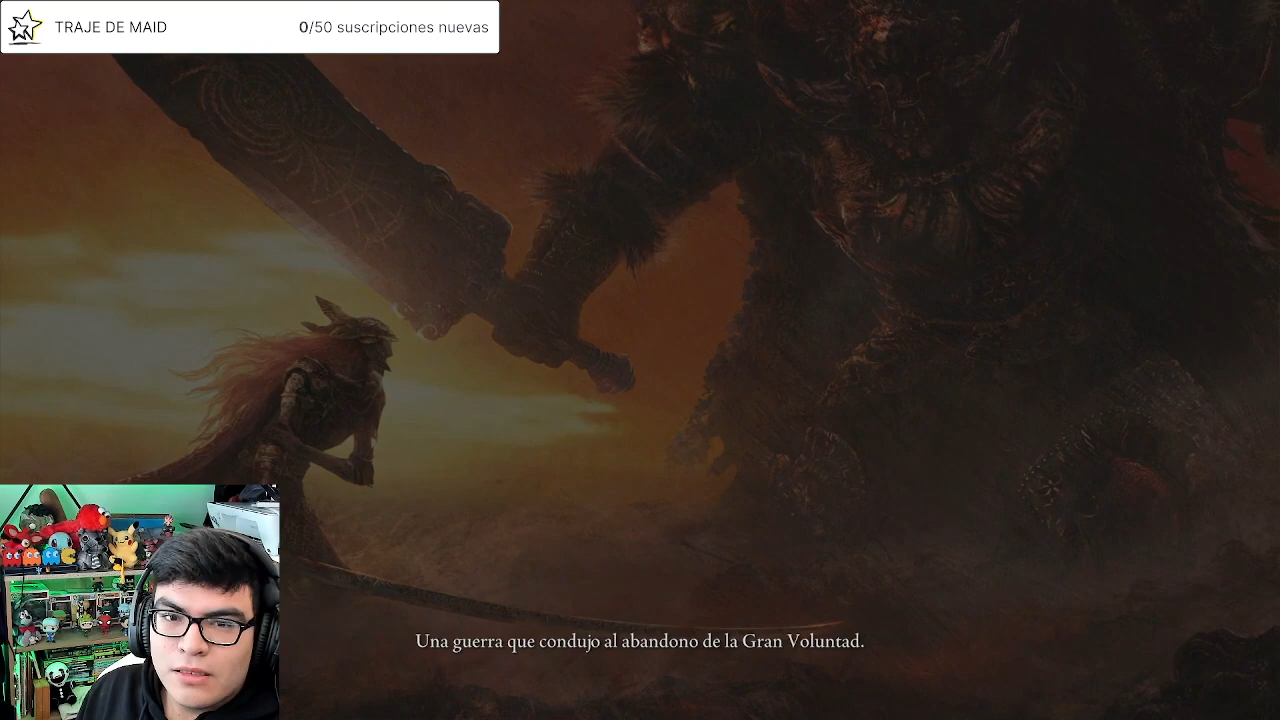 TRAJE DE MAID 0/50 suscripciones nuevas
Una guerra que condujo al abandono de la Gran Voluntad.